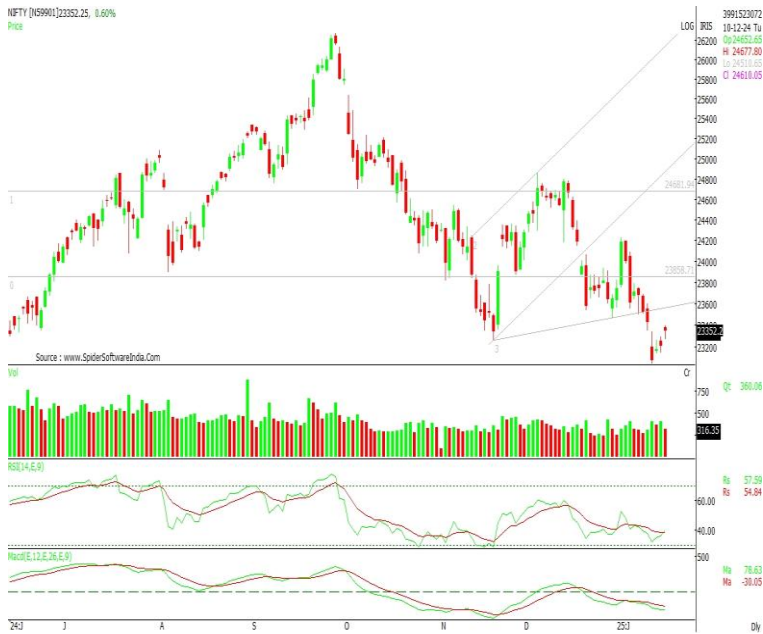 NIFTY [N59901]23352.25, 0.60%
Price
LOG IRIS
3991523072
10-12-24 Tu
Op 24652.65
Hi 24677.80
Lo 24510.65
Cl 24610.05
26200
26000
25800
25600
25400
25200
25000
24800
24681.94
1
24600
24400
24200
24000
23858.71
0
23800
23600
23352.2
23200
3
Source : www.SpiderSoftwareIndia.Com
Vol
Cr
750
Qt 360.06
500
316.35
RSI(14,E,9)
Rs 57.59
Rs 54.84
60.00
40.00
Macd(E,12,E,26,E,9)
500
Ma 78.63
Ma -30.05
24:J J A S O N D 25:J Dly